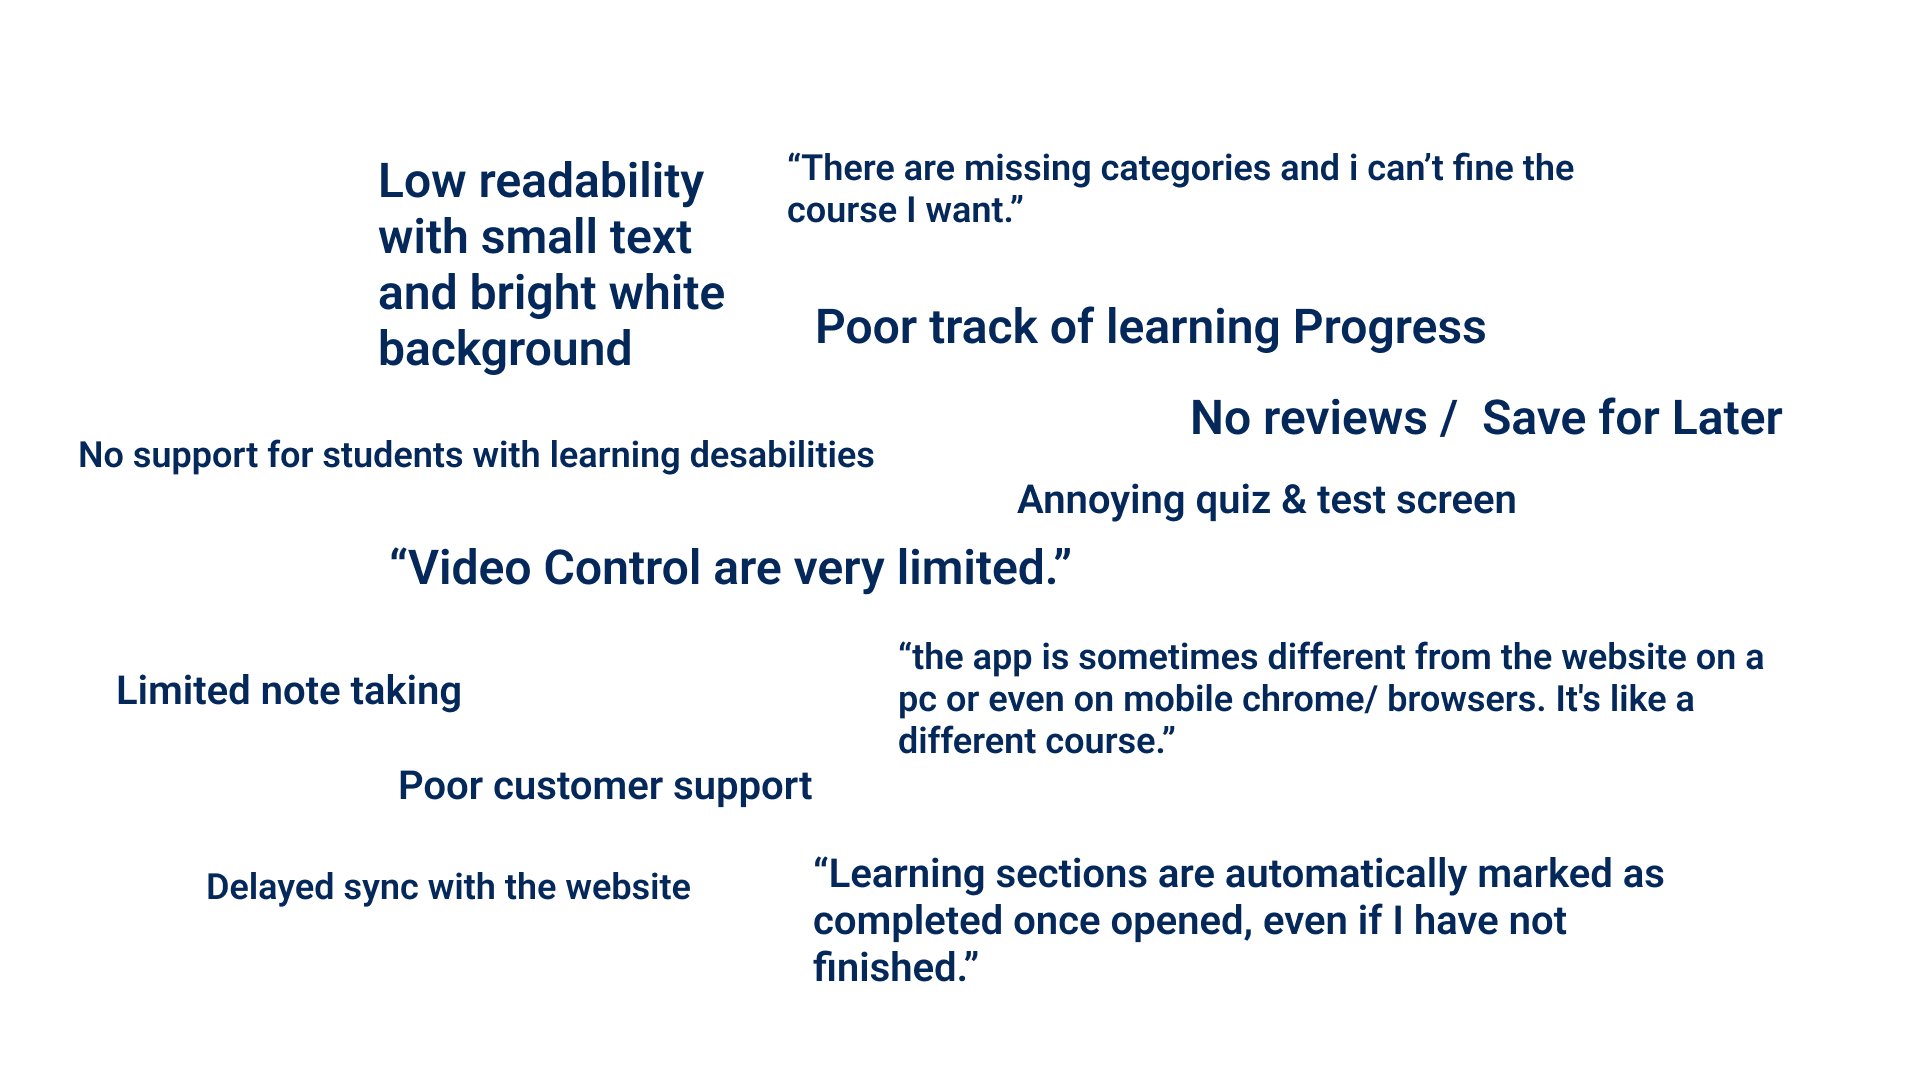 Low readability
with small text
and bright white
background
“There are missing categories and i can’t fine the
course I want.”
Poor track of learning Progress
No reviews /  Save for Later
No support for students with learning desabilities
Annoying quiz & test screen
“Video Control are very limited.”
“the app is sometimes different from the website on a
pc or even on mobile chrome/ browsers. It's like a
different course.”
Limited note taking
Poor customer support
Delayed sync with the website
“Learning sections are automatically marked as
completed once opened, even if I have not
finished.”